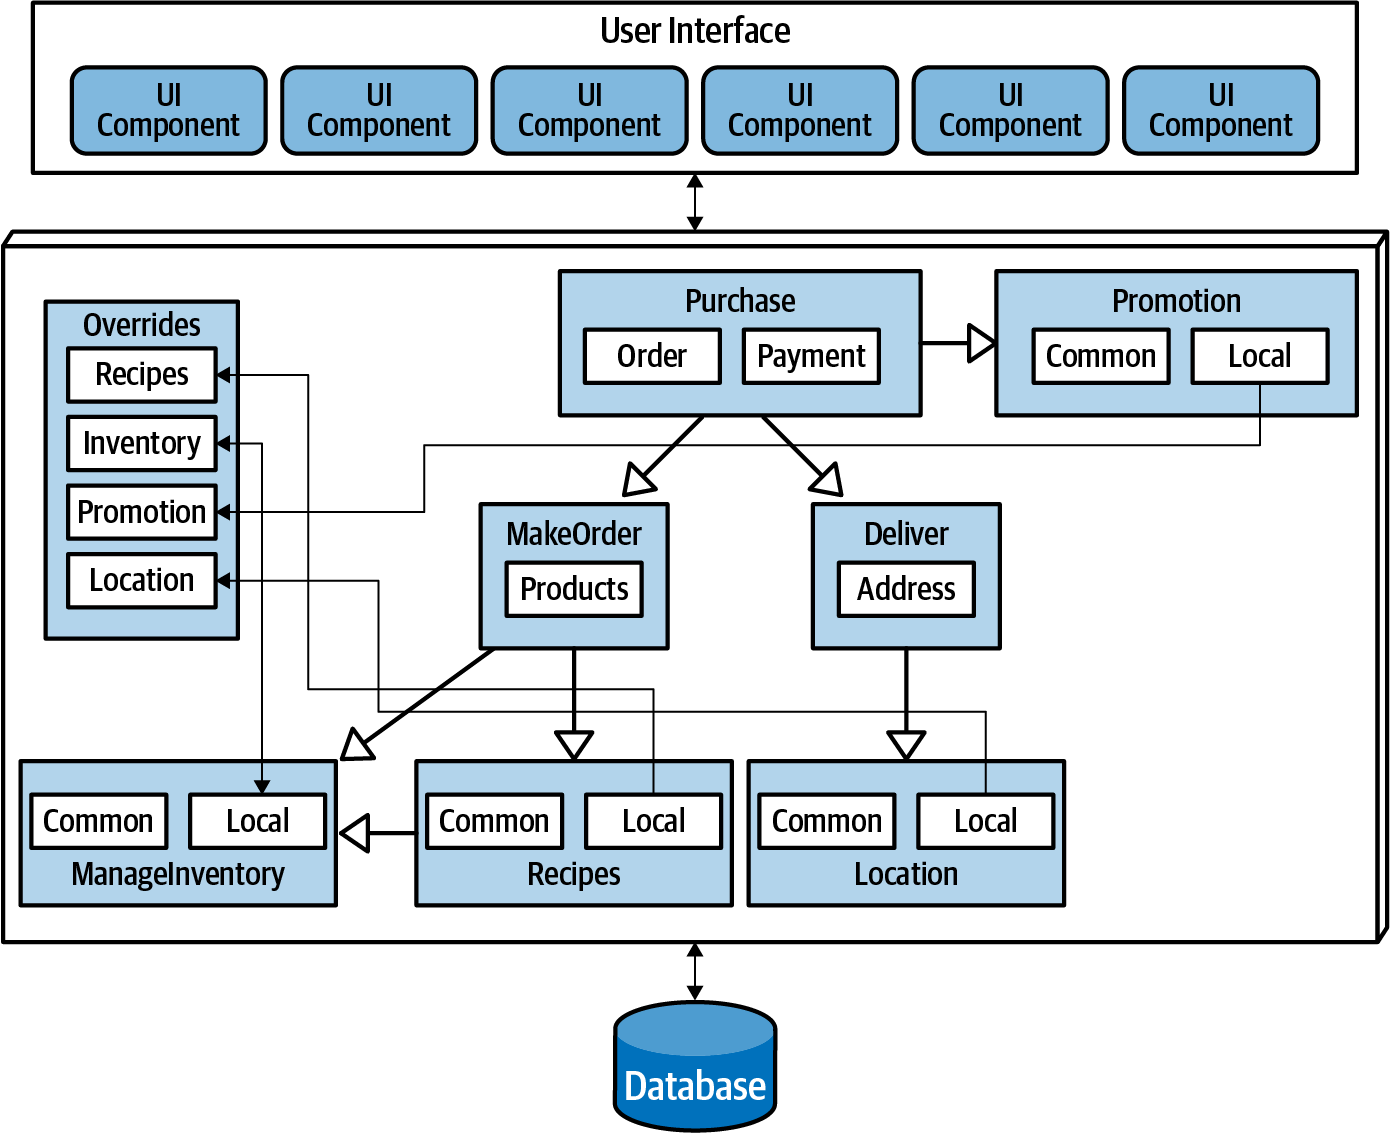 User Interface
UI
Component
UI
Component
UI
Component
UI
Component
UI
Component
UI
Component
Overrides
Recipes
Inventory
Promotion
Location
Purchase
Order
Payment
Promotion
Common
Local
MakeOrder
Products
Deliver
Address
Common
Local
ManageInventory
Common
Local
Recipes
Common
Local
Location
Database